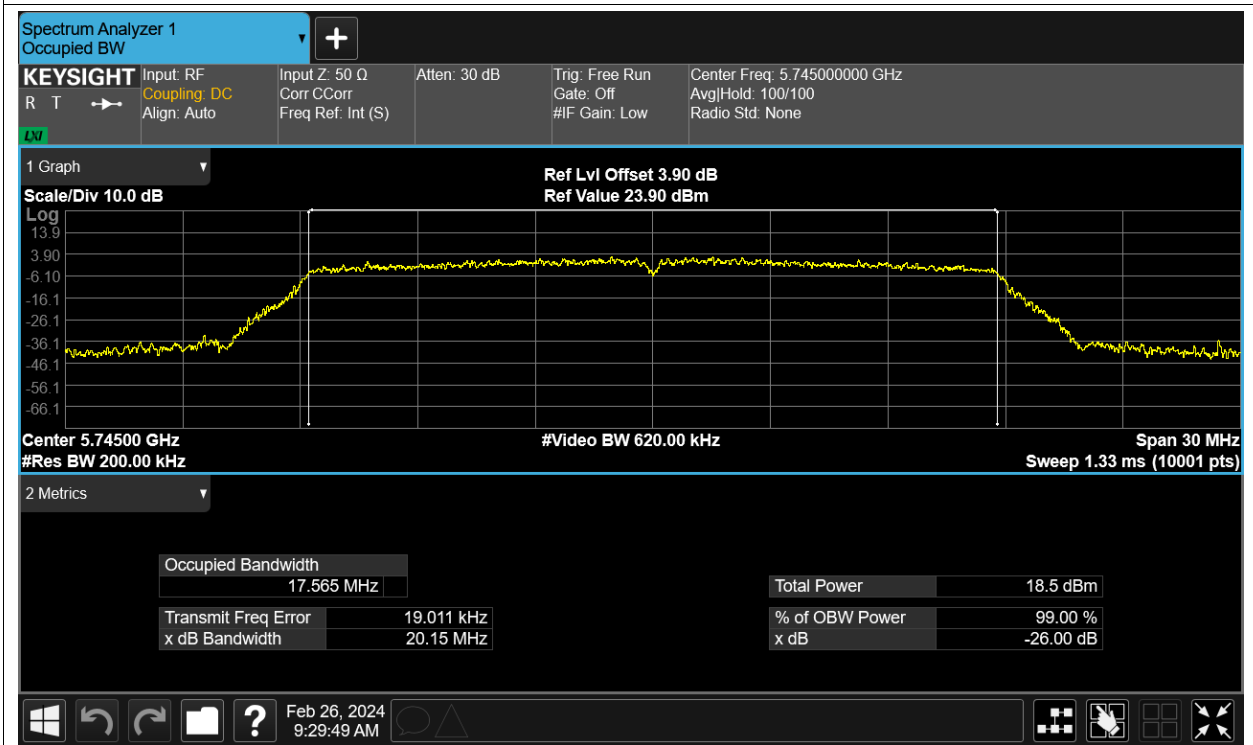 Spectrum Analyzer 1
Occupied BW
KEYSIGHT
R T
LXI
Input: RF
Coupling: DC
Align: Auto
Input Z: 50 Ω
Corr CCorr
Freq Ref: Int (S)
Atten: 30 dB
Trig: Free Run
Gate: Off
#IF Gain: Low
Center Freq: 5.745000000 GHz
Avg|Hold: 100/100
Radio Std: None
1 Graph
Scale/Div 10.0 dB
Ref Lvl Offset 3.90 dB
Ref Value 23.90 dBm
Log
13.9
3.90
-6.10
-16.1
-26.1
-36.1
-46.1
-56.1
-66.1
Center 5.74500 GHz
#Video BW 620.00 kHz
Span 30 MHz
#Res BW 200.00 kHz
Sweep 1.33 ms (10001 pts)
2 Metrics
Occupied Bandwidth
17.565 MHz
Total Power 18.5 dBm
Transmit Freq Error 19.011 kHz
% of OBW Power 99.00 %
x dB Bandwidth 20.15 MHz
x dB -26.00 dB
?
Feb 26, 2024
9:29:49 AM